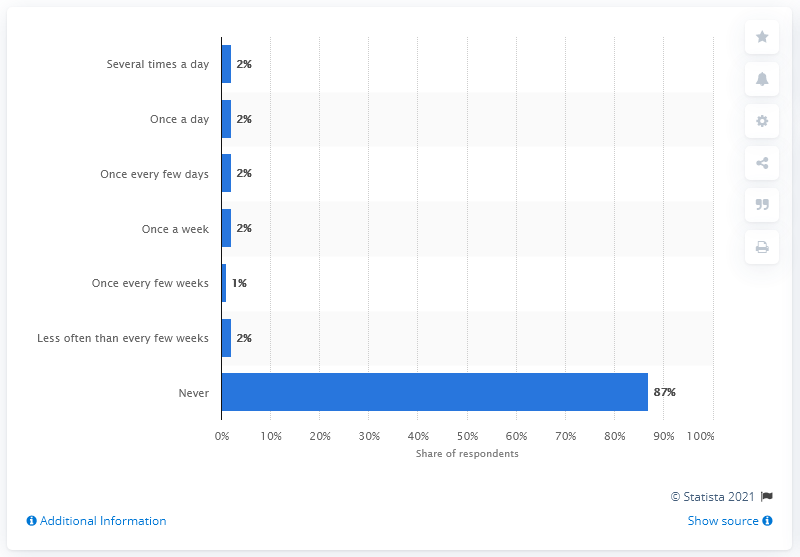 Several times a day 2%
Once a day 2%
Once every few days 2%
Once a week 2%
Once every few weeks 1%
Less often than every few weeks 2%
Never 87%
0% 10% 20% 30% 40% 50% 60% 70% 80% 90% 100%
Share of respondents
© Statista 2021
Additional Information Show source